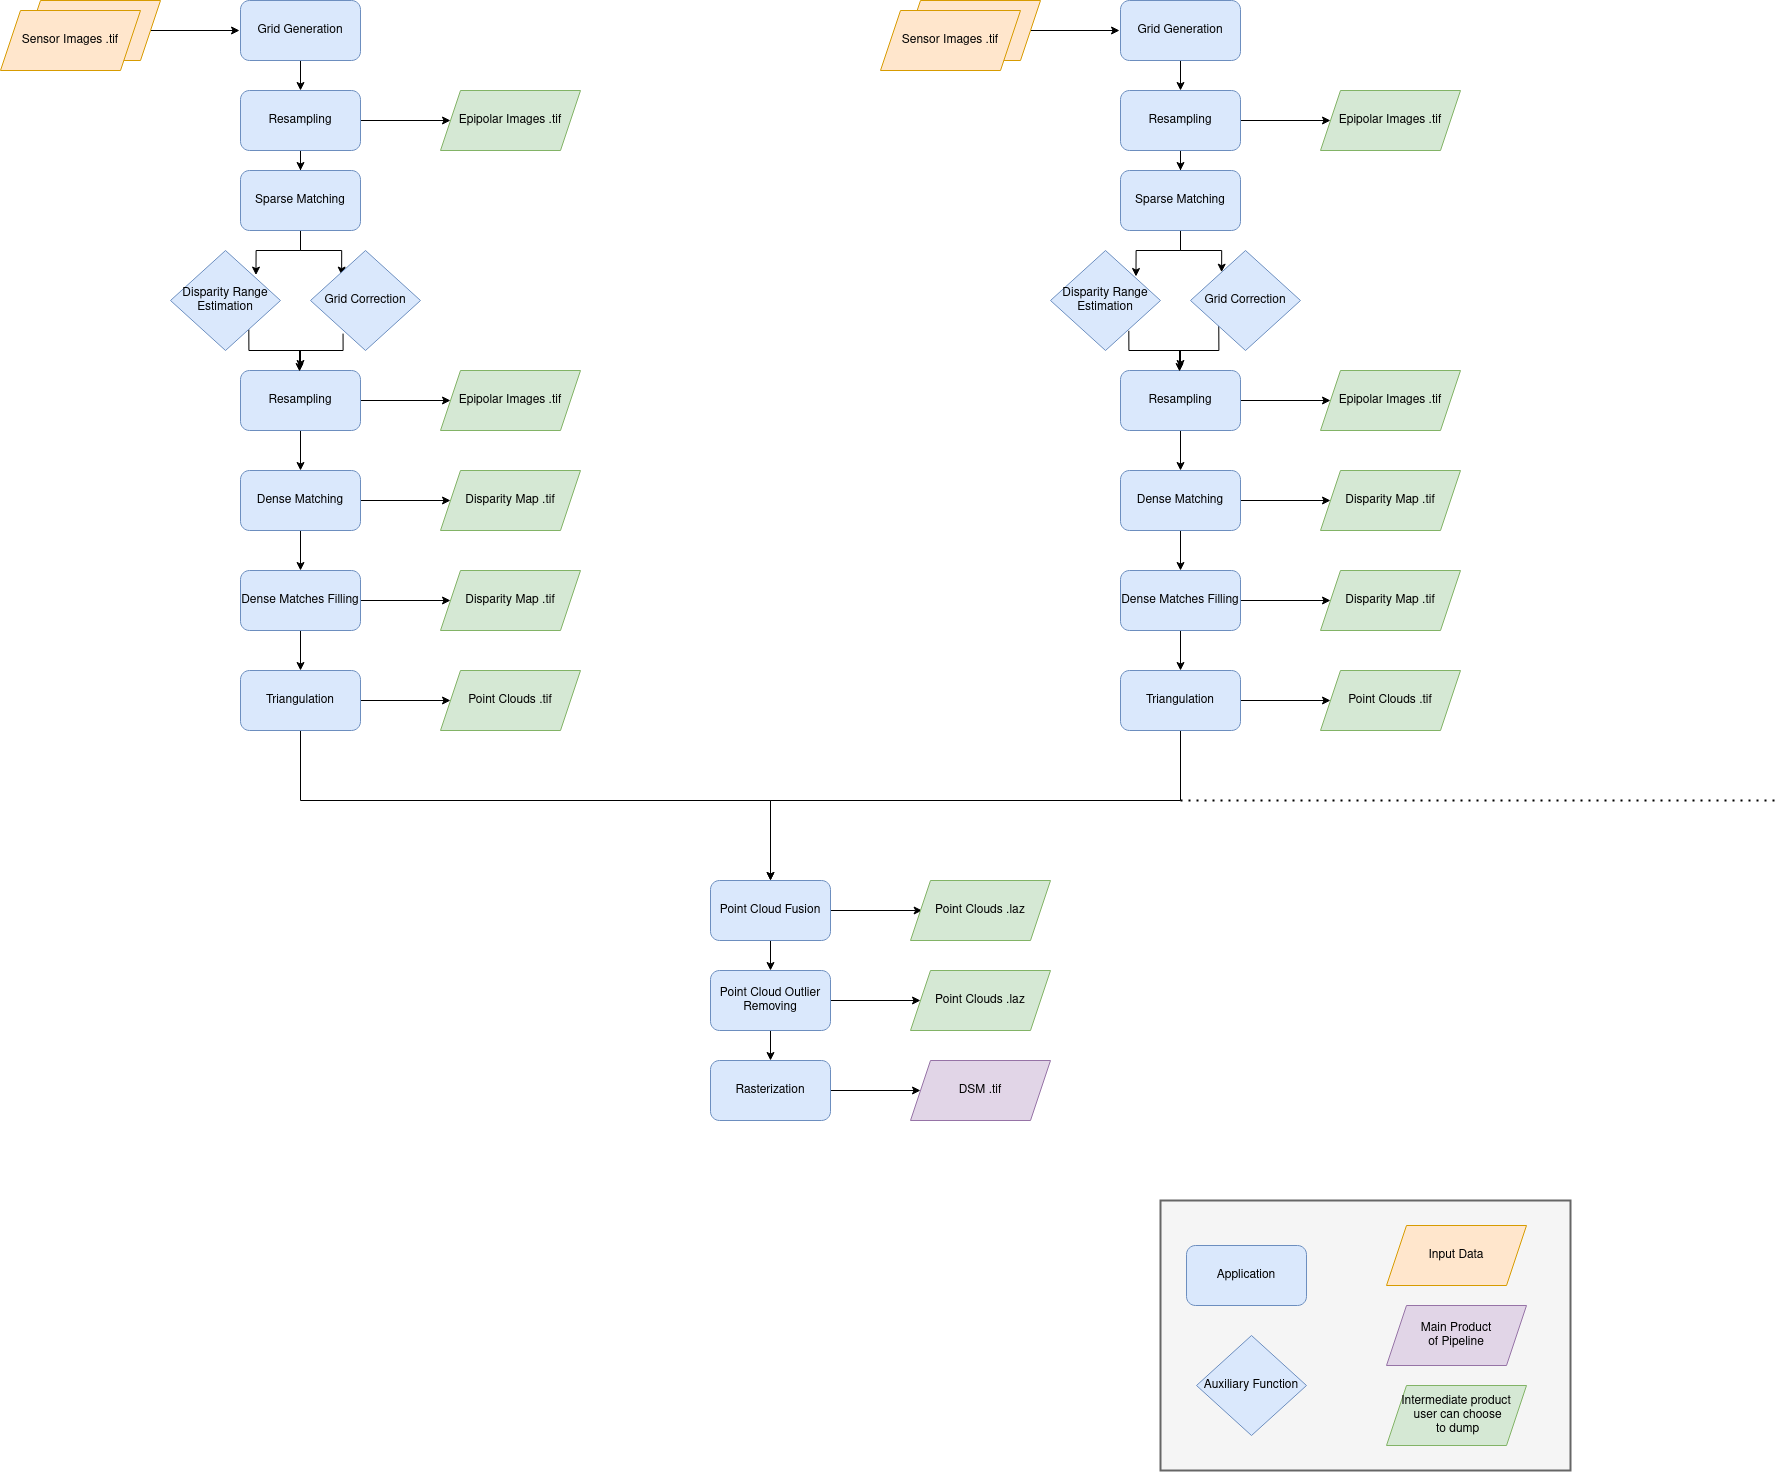 Sensor Images .tif
Grid Generation
Sensor Images .tif
Grid Generation
Resampling
Epipolar Images .tif
Resampling
Epipolar Images .tif
Sparse Matching
Sparse Matching
Disparity Range
Estimation
Grid Correction
Disparity Range
Estimation
Grid Correction
Resampling
Epipolar Images .tif
Resampling
Epipolar Images .tif
Dense Matching
Disparity Map .tif
Dense Matching
Disparity Map .tif
Dense Matches Filling
Disparity Map .tif
Dense Matches Filling
Disparity Map .tif
Triangulation
Point Clouds .tif
Triangulation
Point Clouds .tif
Point Cloud Fusion
Point Clouds .laz
Point Cloud Outlier
Removing
Point Clouds .laz
Rasterization
DSM .tif
Application
Input Data
Main Product
of Pipeline
Auxiliary Function
Intermediate product
user can choose
to dump